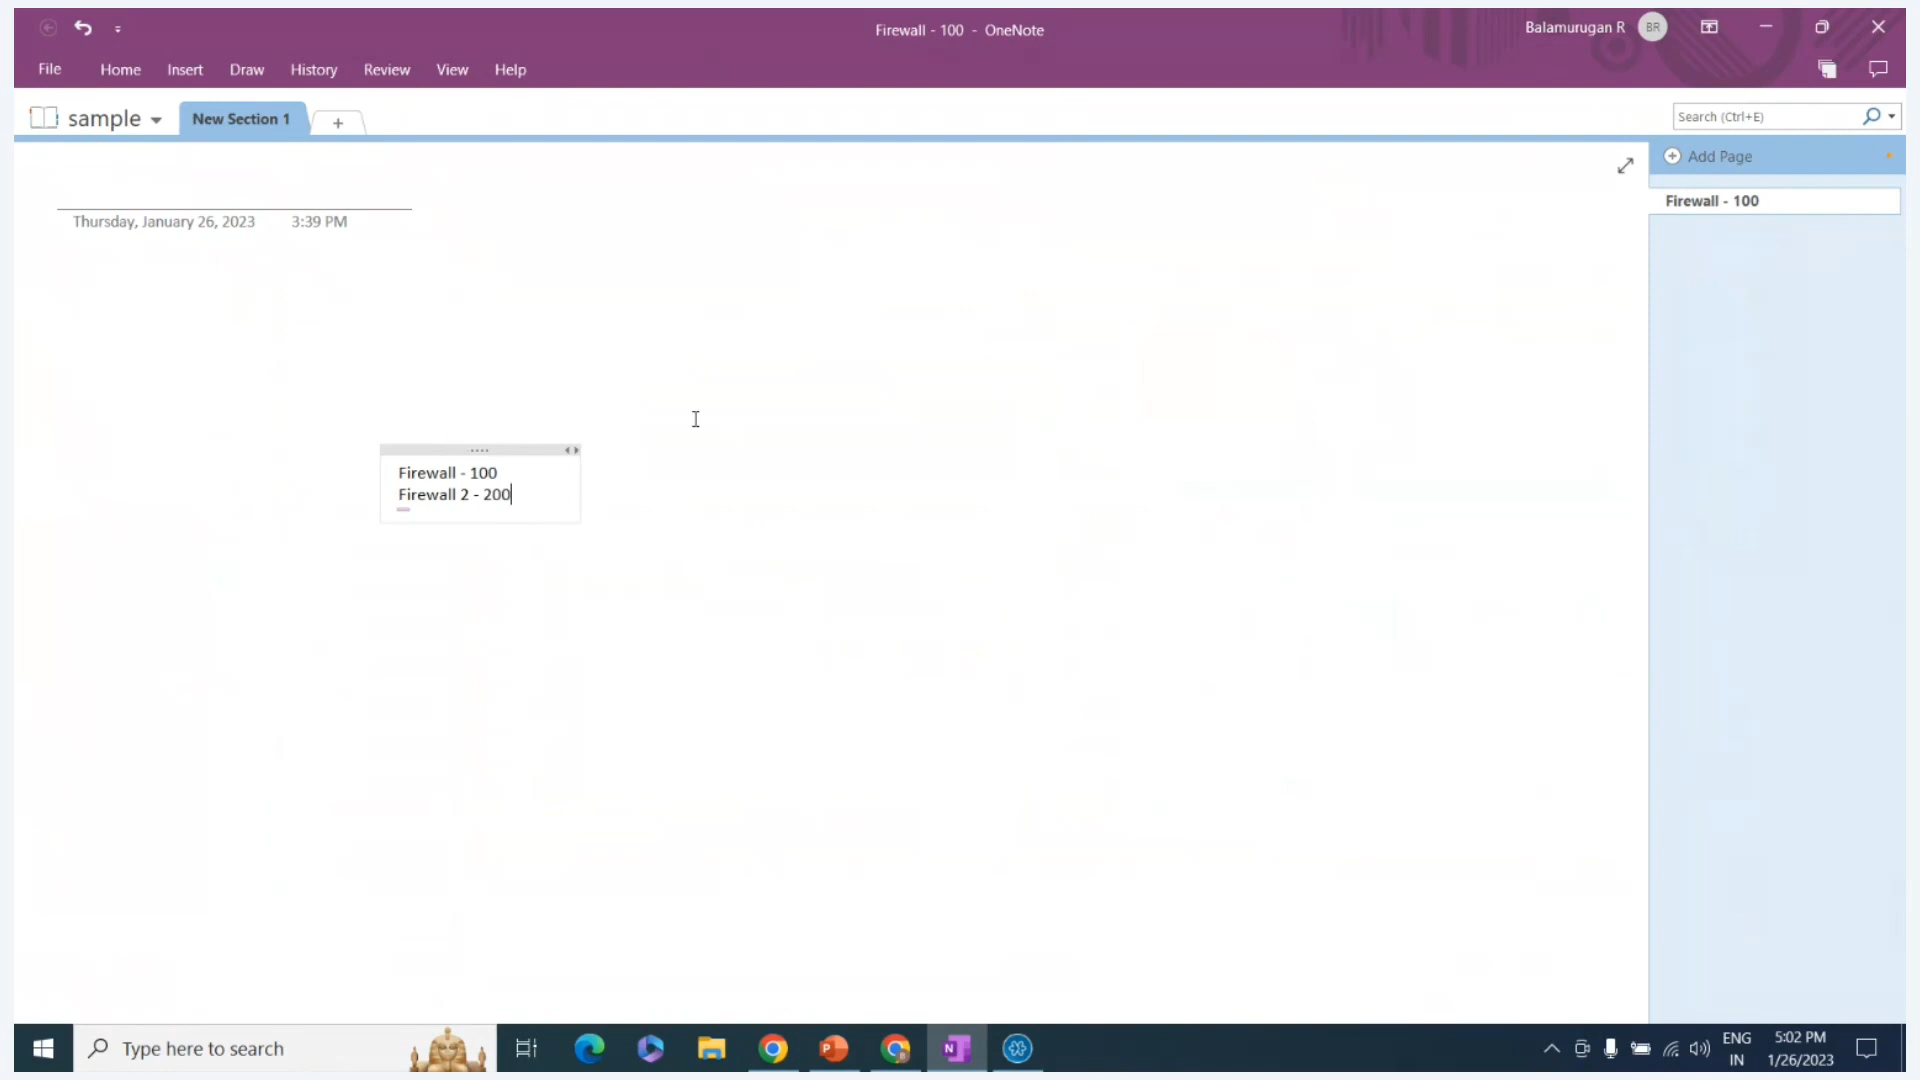 Firewall - 100 - OneNote
Balamurugan R
BR
File Home Insert Draw History Review View Help
sample
New Section 1
+
Search (Ctrl+E)
Add Page
Firewall - 100
Thursday, January 26, 2023 3:39 PM
Firewall - 100
Firewall 2 - 200
Type here to search
P
N
ENG
IN
5:02 PM
1/26/2023